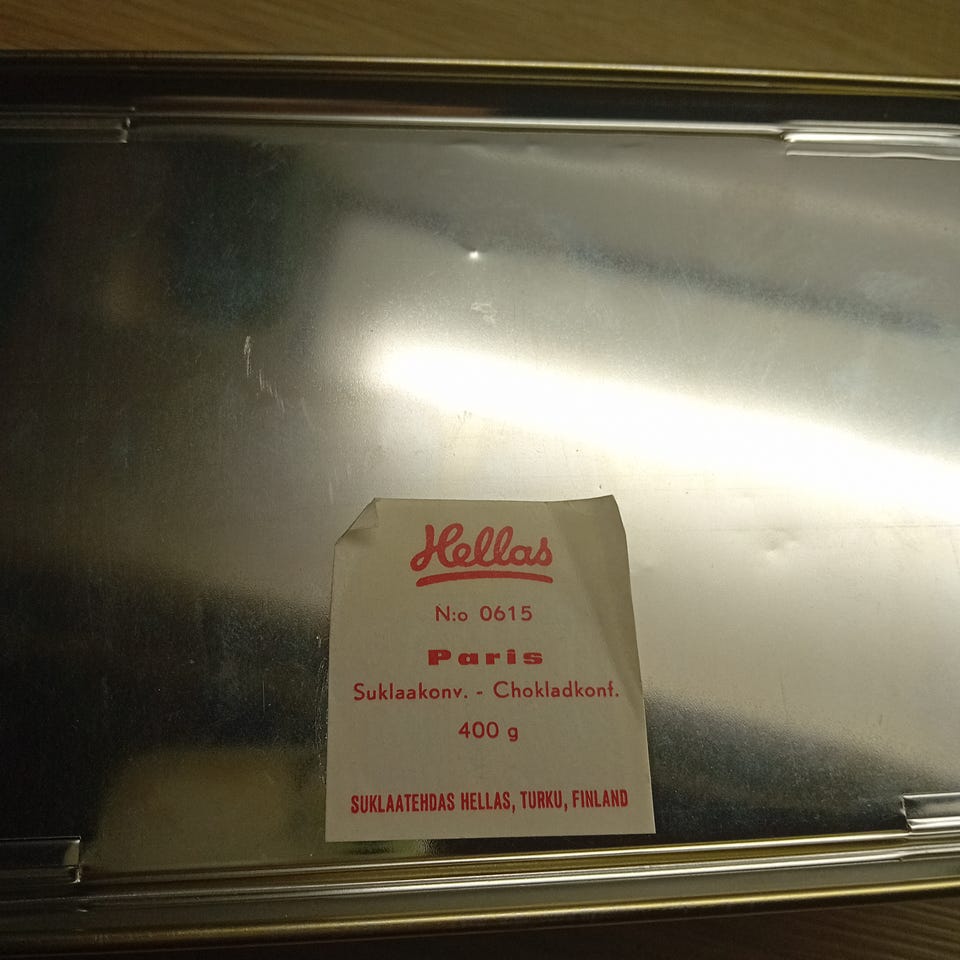 Hellas
N:o 0615
Paris
Suklaakonv. - Chokladkonf.
400 g
SUKLAATEHDAS HELLAS, TURKU, FINLAND